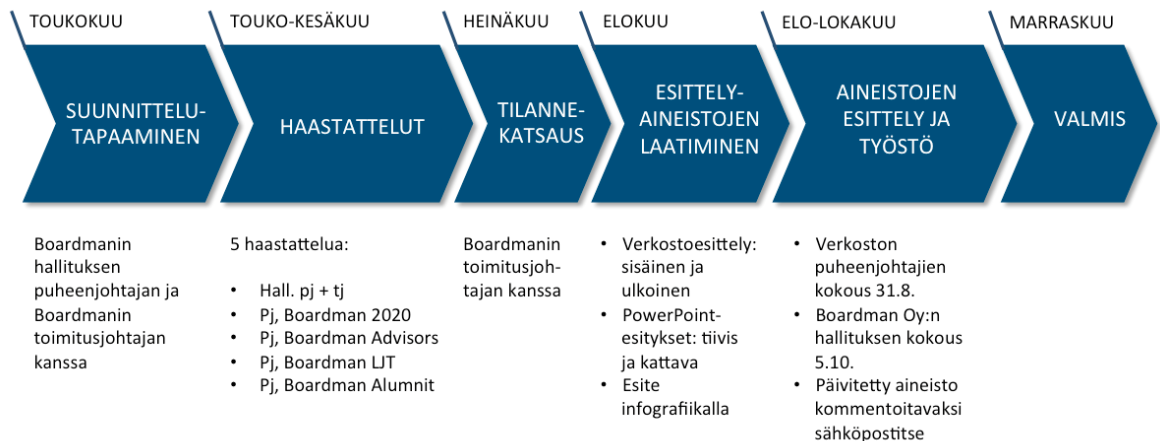 TOUKOKUU
TOUKO-KESÄKUU
HEINÄKUU
ELOKUU
ELO-LOKAKUU
MARRASKUU
SUUNNITTELU-
TAPAAMINEN
HAASTATTELUT
TILANNE-
KATSAUS
ESITTELY-
AINEISTOJEN
LAATIMINEN
AINEISTOJEN
ESITTELY JA
TYÖSTÖ
VALMIS
Boardmanin
hallituksen
puheenjohtajan ja
Boardmanin
toimitusjohtajan
kanssa
5 haastattelua:
• Hall. pj + tj
• Pj, Boardman 2020
• Pj, Boardman Advisors
• Pj, Boardman LJT
• Pj, Boardman Alumnit
Boardmanin
toimitusjoh-
tajan kanssa
• Verkostoesittely:
sisäinen ja
ulkoinen
• PowerPoint-
esitykset: tiivis
ja kattava
• Esite
infografiikalla
• Verkoston
puheenjohtajien
kokous 31.8.
• Boardman Oy:n
hallituksen kokous
5.10.
• Päivitetty aineisto
kommentoitavaksi
sähköpostitse